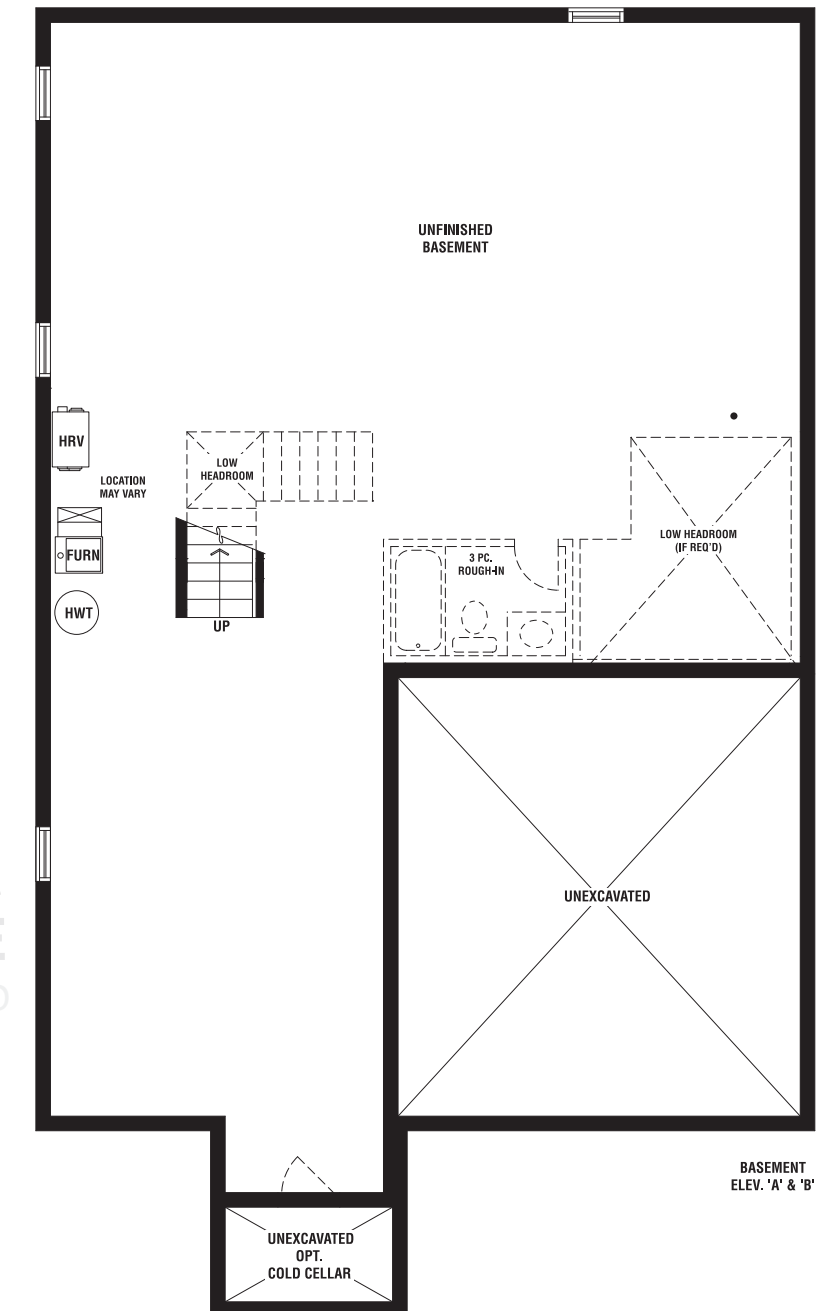 UNFINISHED
BASEMENT
HRV
LOW
HEADROOM
LOCATION
MAY VARY
LOW HEADROOM
(IF REQ'D)
3 PC.
ROUGH-IN
FURN
HWT
UP
UNEXCAVATED
BASEMENT
ELEV. 'A' & 'B'
UNEXCAVATED
OPT.
COLD CELLAR